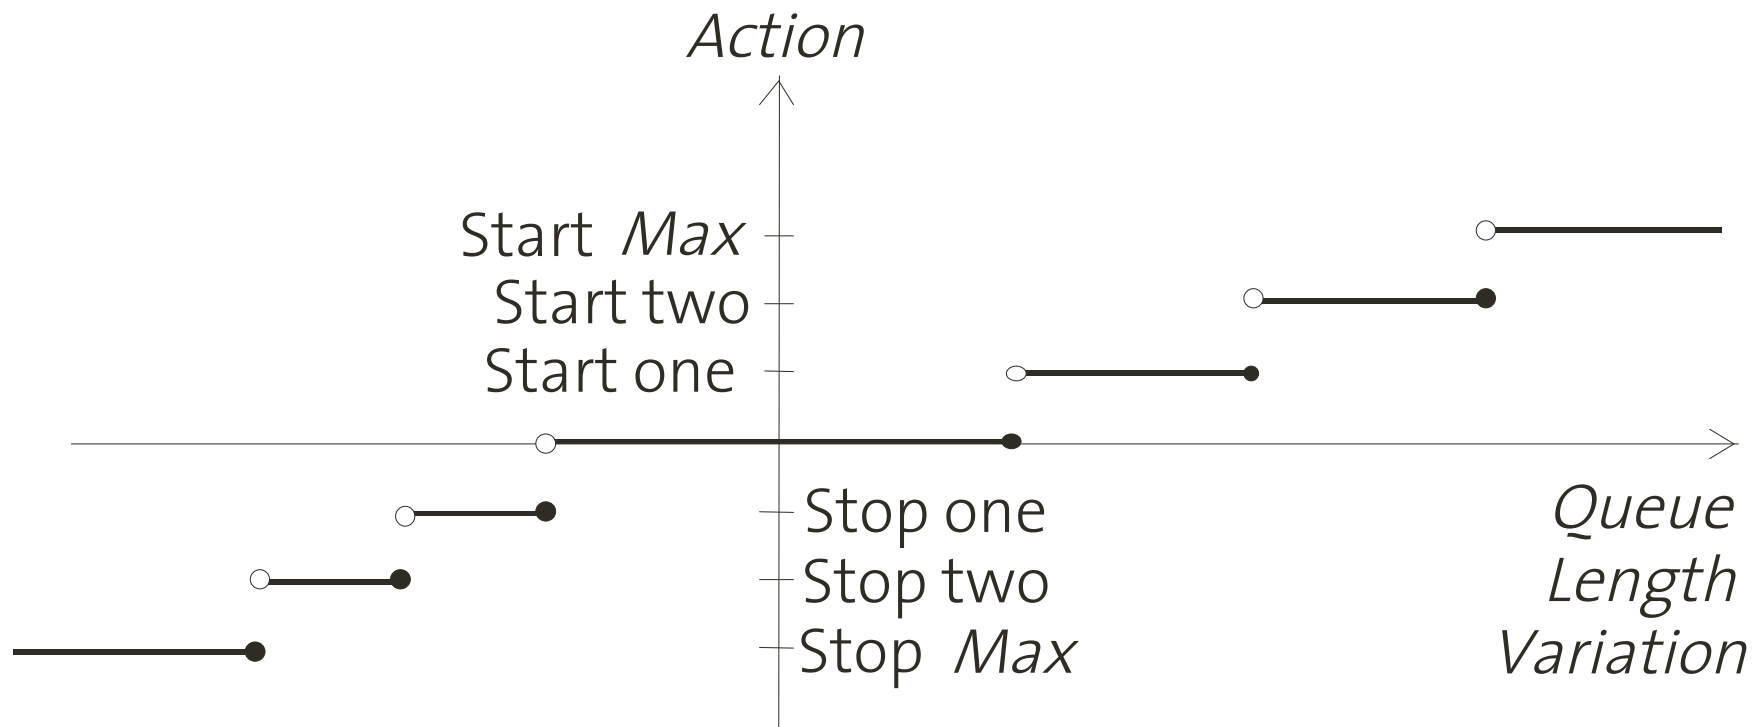 Action
Start Max
Start two
Start one
Stop one
Stop two
Stop Max
Queue
Length
Variation